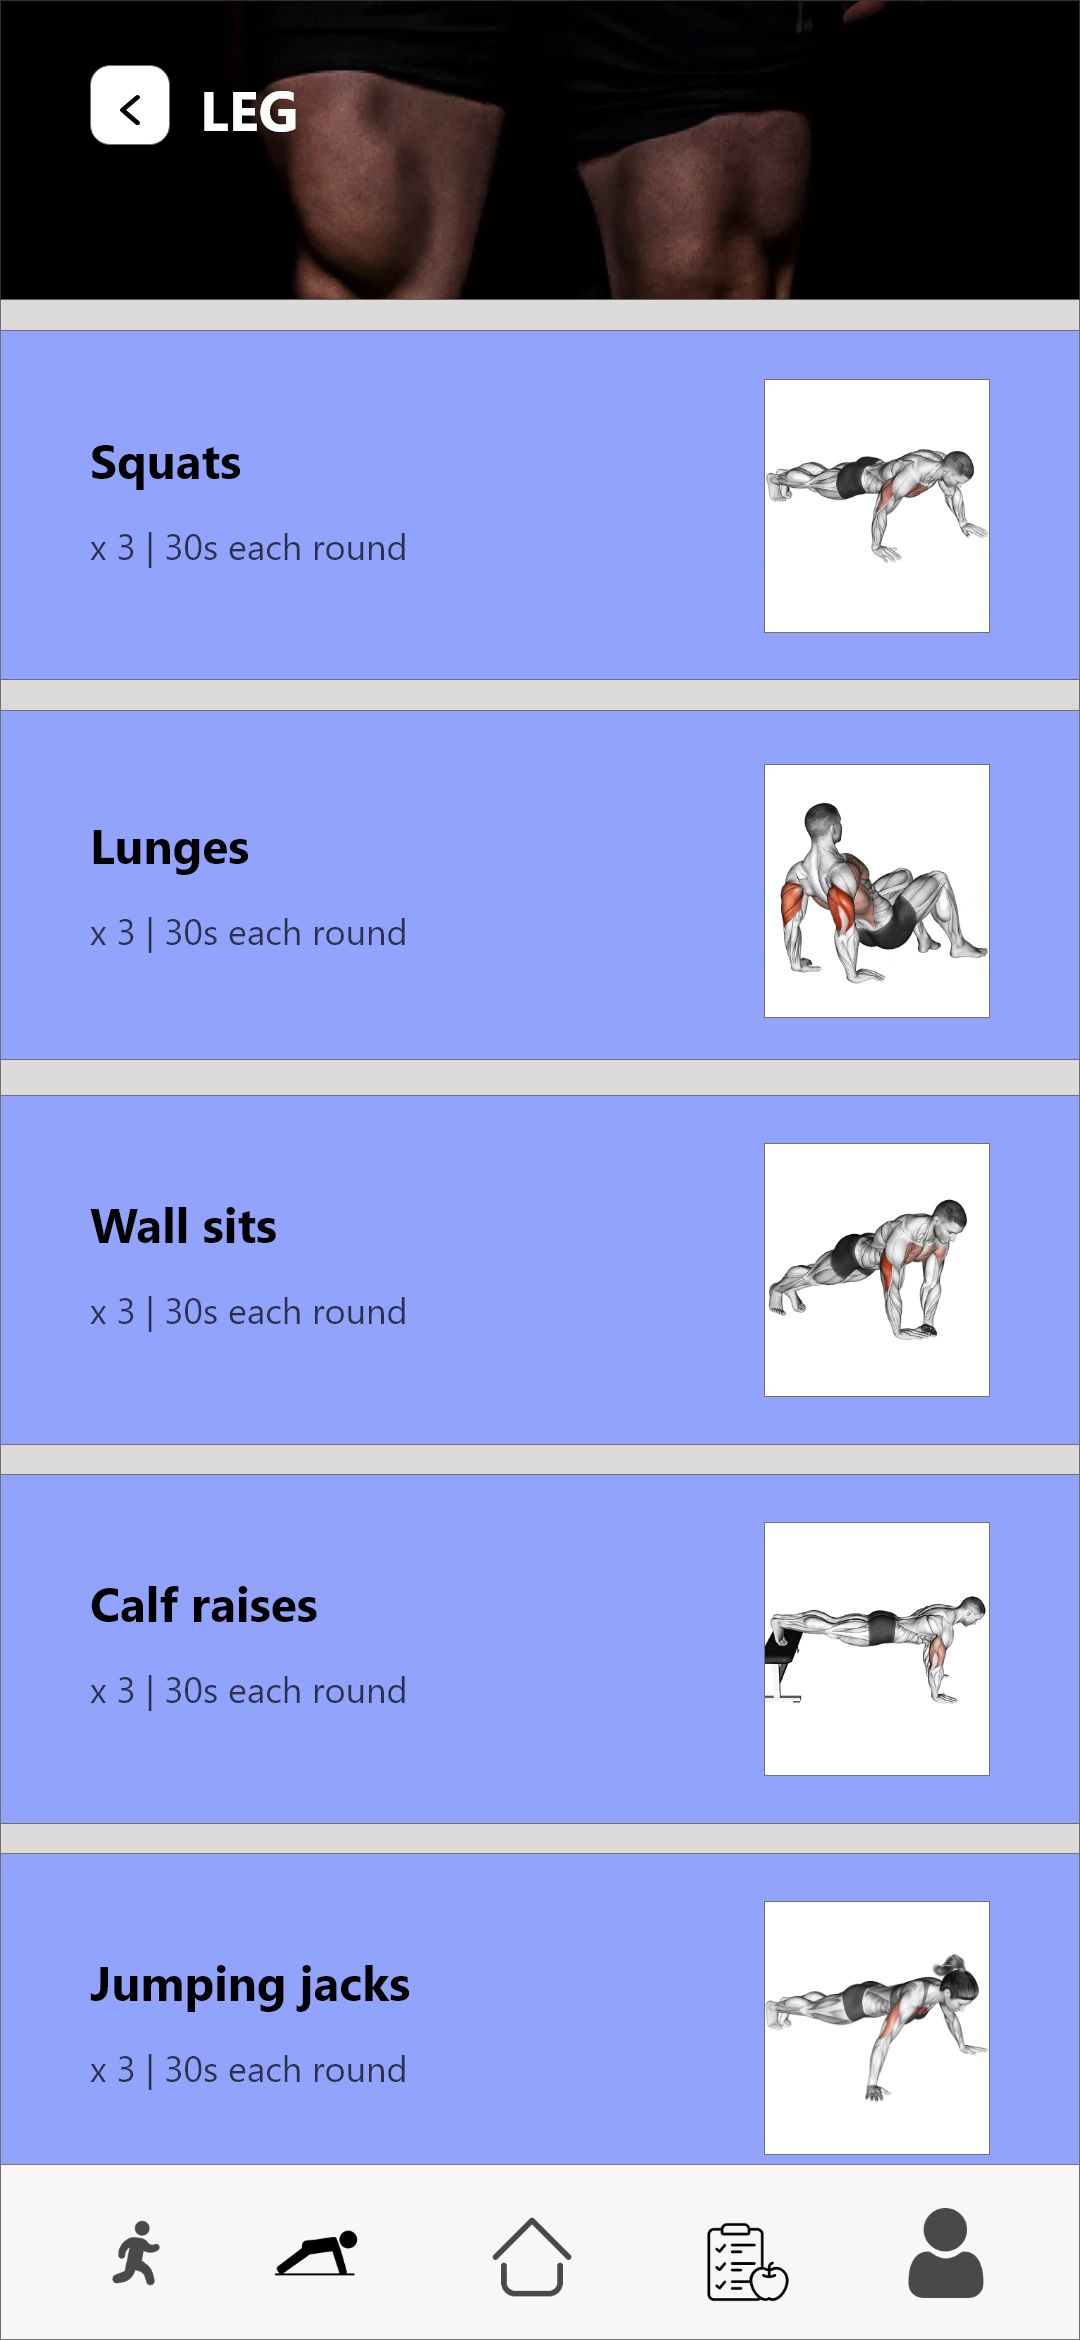 LEG
Squats
x 3 | 30s each round
Lunges
x 3 | 30s each round
Wall sits
x 3 | 30s each round
Calf raises
x 3 | 30s each round
Jumping jacks
x 3 | 30s each round